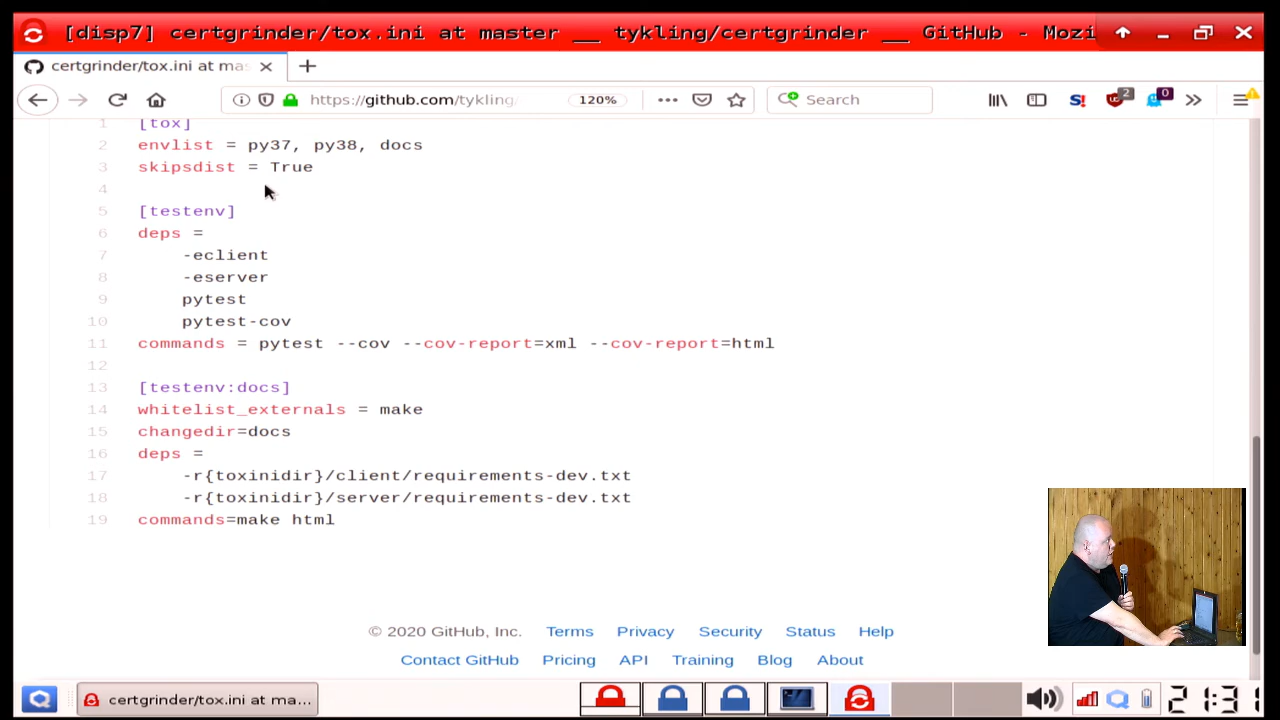 [disp7] certgrinder/tox.ini at master __ tykling/certgrinder __ GitHub - Mozi
certgrinder/tox.ini at mas
https://github.com/tykling/
120%
Search
S!
2
0
1 [tox]
2 envlist = py37, py38, docs
3 skipsdist = True
4
5 [testenv]
6 deps =
7 -eclient
8 -eserver
9 pytest
10 pytest-cov
11 commands = pytest --cov --cov-report=xml --cov-report=html
12
13 [testenv:docs]
14 whitelist_externals = make
15 changedir=docs
16 deps =
17 -r{toxinidir}/client/requirements-dev.txt
18 -r{toxinidir}/server/requirements-dev.txt
19 commands=make html
© 2020 GitHub, Inc. Terms Privacy Security Status Help
Contact GitHub Pricing API Training Blog About
certgrinder/tox.ini at ma...
21:31